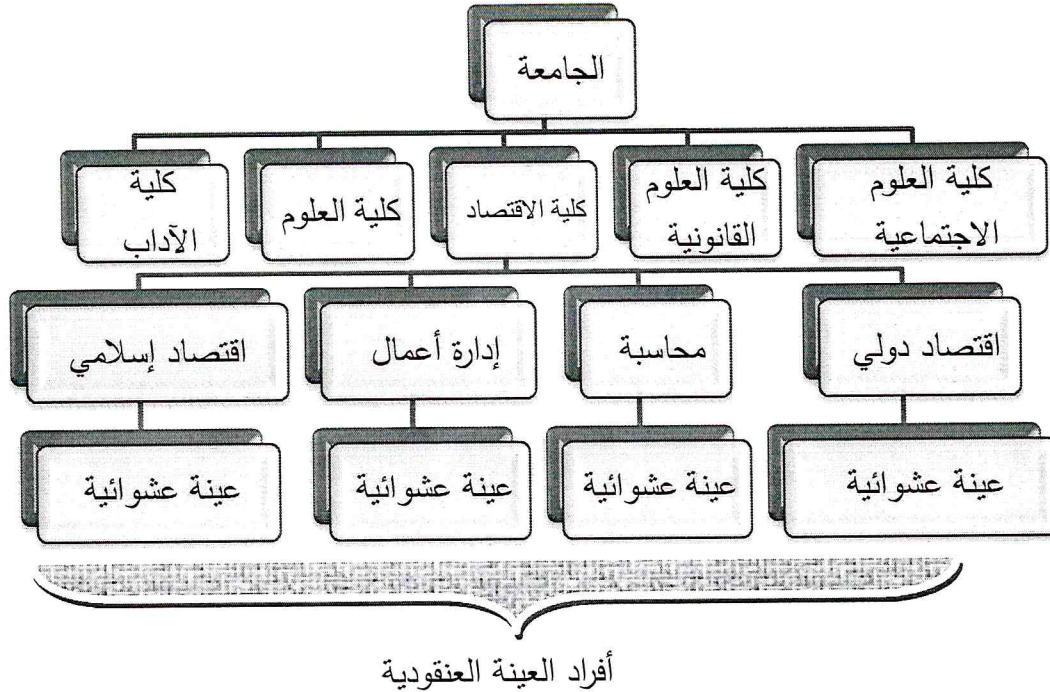 الجامعة
كلية العلوم
الاجتماعية
كلية العلوم
القانونية
كلية الاقتصاد
كلية العلوم
كلية
الآداب
اقتصاد دولي
محاسبة
إدارة أعمال
اقتصاد إسلامي
عينة عشوائية
عينة عشوائية
عينة عشوائية
عينة عشوائية
أفراد العينة العنقودية